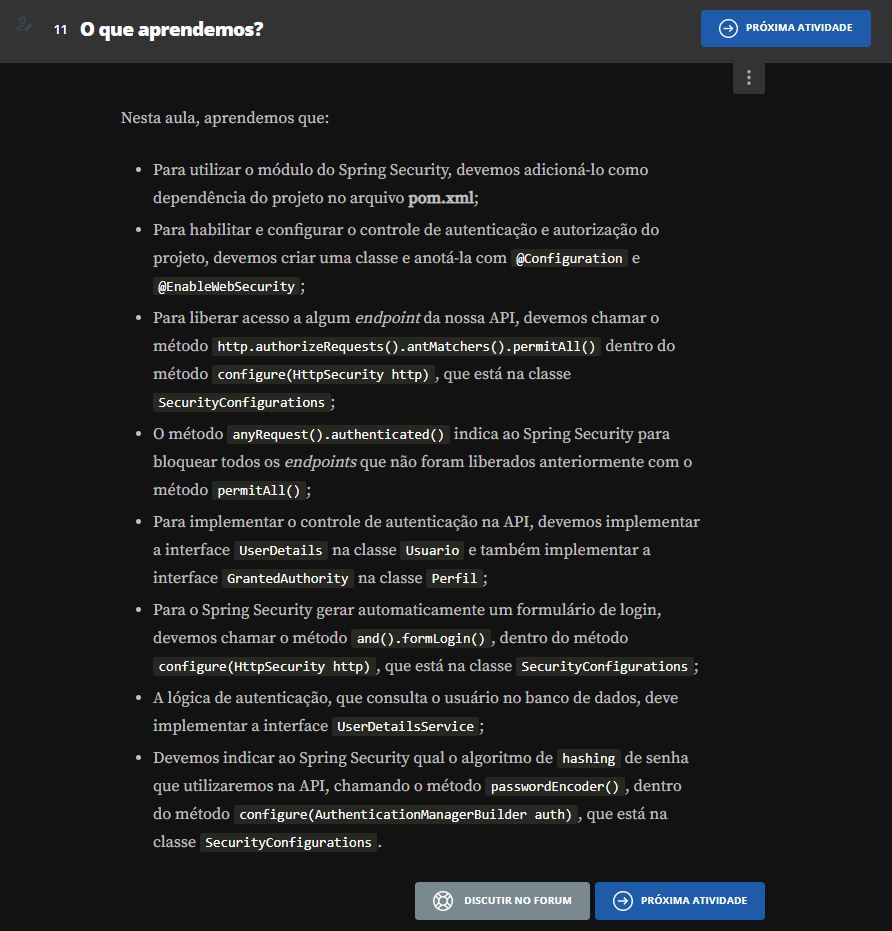 11 O que aprendemos?
PRÓXIMA ATIVIDADE
Nesta aula, aprendemos que:
• Para utilizar o módulo do Spring Security, devemos adicioná-lo como
dependência do projeto no arquivo pom.xml;
• Para habilitar e configurar o controle de autenticação e autorização do
projeto, devemos criar uma classe e anotá-la com @Configuration e
@EnableWebSecurity ;
• Para liberar acesso a algum endpoint da nossa API, devemos chamar o
método http.authorizeRequests().antMatchers().permitAll() dentro do
método configure(HttpSecurity http) , que está na classe
SecurityConfigurations ;
• O método anyRequest().authenticated() indica ao Spring Security para
bloquear todos os endpoints que não foram liberados anteriormente com o
método permitAll() ;
• Para implementar o controle de autenticação na API, devemos implementar
a interface UserDetails na classe Usuario e também implementar a
interface GrantedAuthority na classe Perfil ;
• Para o Spring Security gerar automaticamente um formulário de login,
devemos chamar o método and().formLogin() , dentro do método
configure(HttpSecurity http) , que está na classe SecurityConfigurations ;
• A lógica de autenticação, que consulta o usuário no banco de dados, deve
implementar a interface UserDetailsService ;
• Devemos indicar ao Spring Security qual o algoritmo de hashing de senha
que utilizaremos na API, chamando o método passwordEncoder() , dentro
do método configure(AuthenticationManagerBuilder auth) , que está na
classe SecurityConfigurations .
DISCUTIR NO FORUM
PRÓXIMA ATIVIDADE